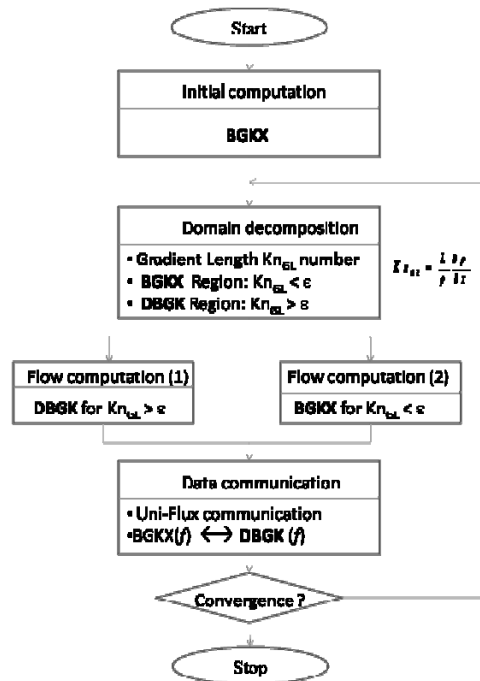 Start
Initial computation
BGKX
Domain decomposition
• Gradient Length Kn_GL number
• BGKX Region: Kn_GL < ε
• DBGK Region: Kn_GL > ε
Flow computation (1)
DBGK for Kn_GL > ε
Flow computation (2)
BGKX for Kn_GL < ε
Data communication
•Uni-Flux communication
•BGKX(f) ⟷ DBGK (f)
Convergence ?
Stop